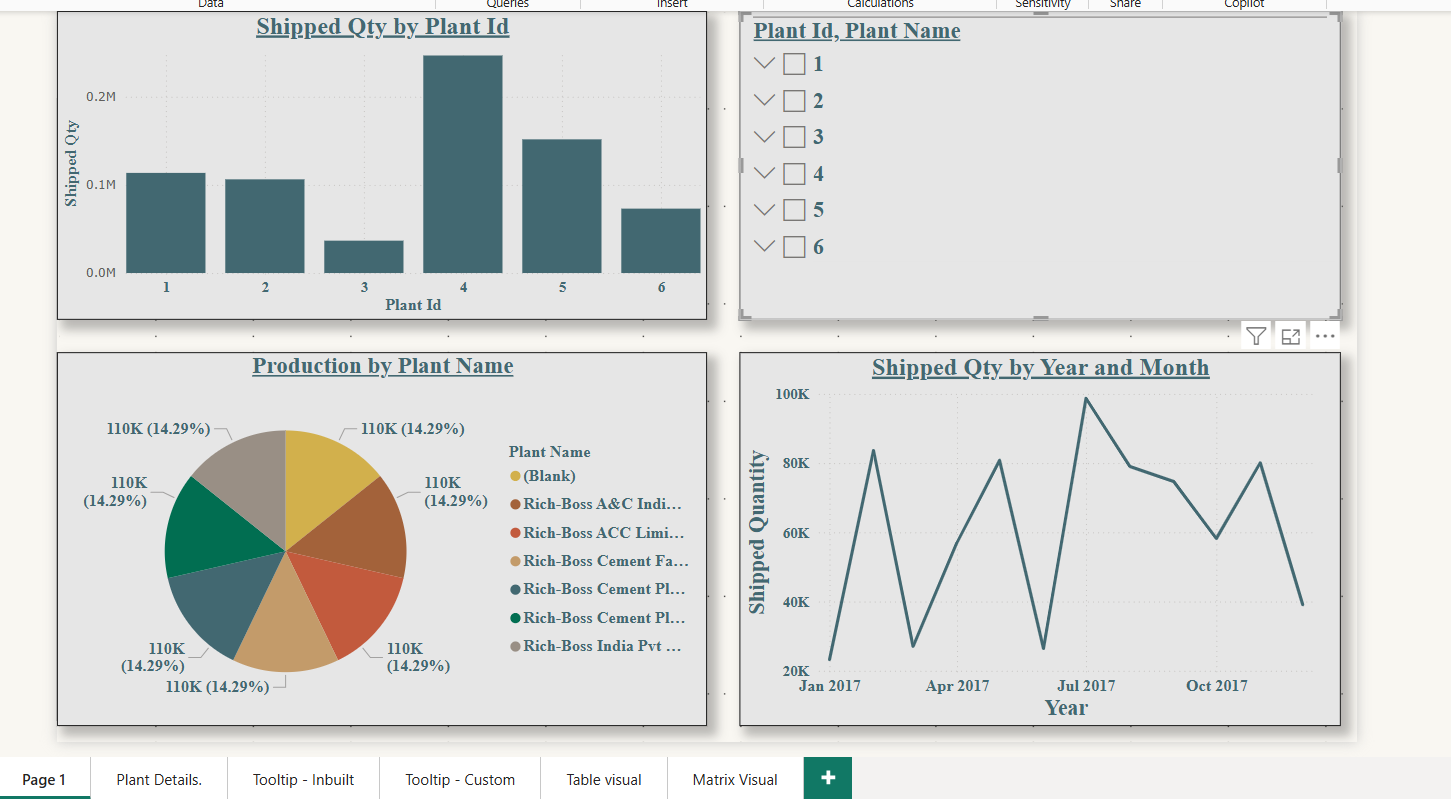 Data Queries Insert Calculations Sensitivity Share Copilot
Shipped Qty by Plant Id
Shipped Qty
0.2M
0.1M
0.0M
1 2 3 4 5 6
Plant Id
Plant Id, Plant Name
1
2
3
4
5
6
Production by Plant Name
110K (14.29%)
110K (14.29%)
110K
(14.29%)
110K
(14.29%)
110K
(14.29%)
110K
(14.29%)
110K (14.29%)
Plant Name
(Blank)
Rich-Boss A&C Indi...
Rich-Boss ACC Limi...
Rich-Boss Cement Fa...
Rich-Boss Cement Pl...
Rich-Boss Cement Pl...
Rich-Boss India Pvt ...
Shipped Qty by Year and Month
Shipped Quantity
100K
80K
60K
40K
20K
Jan 2017 Apr 2017 Jul 2017 Oct 2017
Year
Page 1 Plant Details. Tooltip - Inbuilt Tooltip - Custom Table visual Matrix Visual +